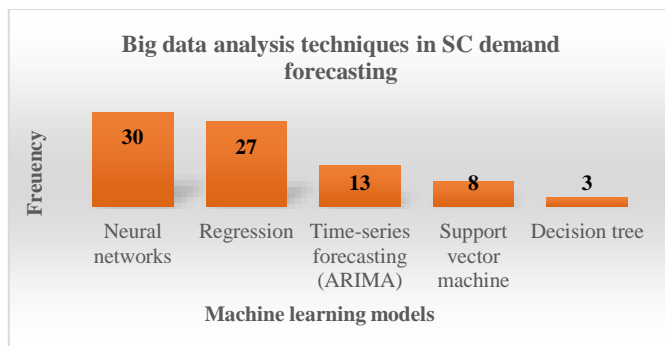 Big data analysis techniques in SC demand
forecasting
Freuency
30
27
13
8
3
Neural
networks
Regression
Time-series
forecasting
(ARIMA)
Support
vector
machine
Decision tree
Machine learning models